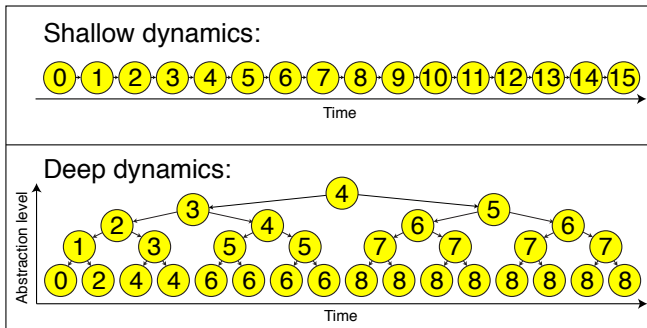 Shallow dynamics:
0 1 2 3 4 5 6 7 8 9 10 11 12 13 14 15
Time
Deep dynamics:
Abstraction level
4
3 5
2 4 6 6
1 3 5 5 7 7 7 7
0 2 4 4 6 6 6 6 8 8 8 8 8 8 8 8
Time